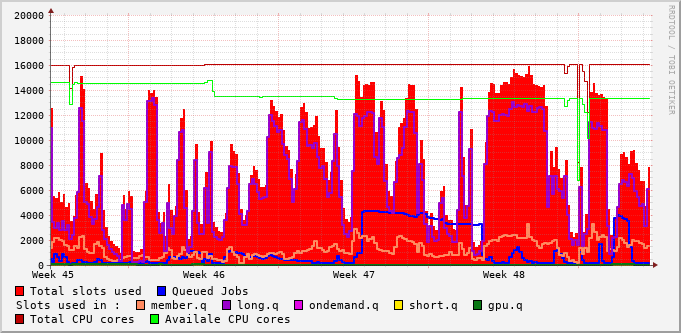 20000
18000
16000
14000
12000
10000
8000
6000
4000
2000
0
Week 45 Week 46 Week 47 Week 48
RRDTOOL / TOBI OETIKER
Total slots used Queued Jobs
Slots used in : member.q long.q ondemand.q short.q gpu.q
Total CPU cores Availale CPU cores